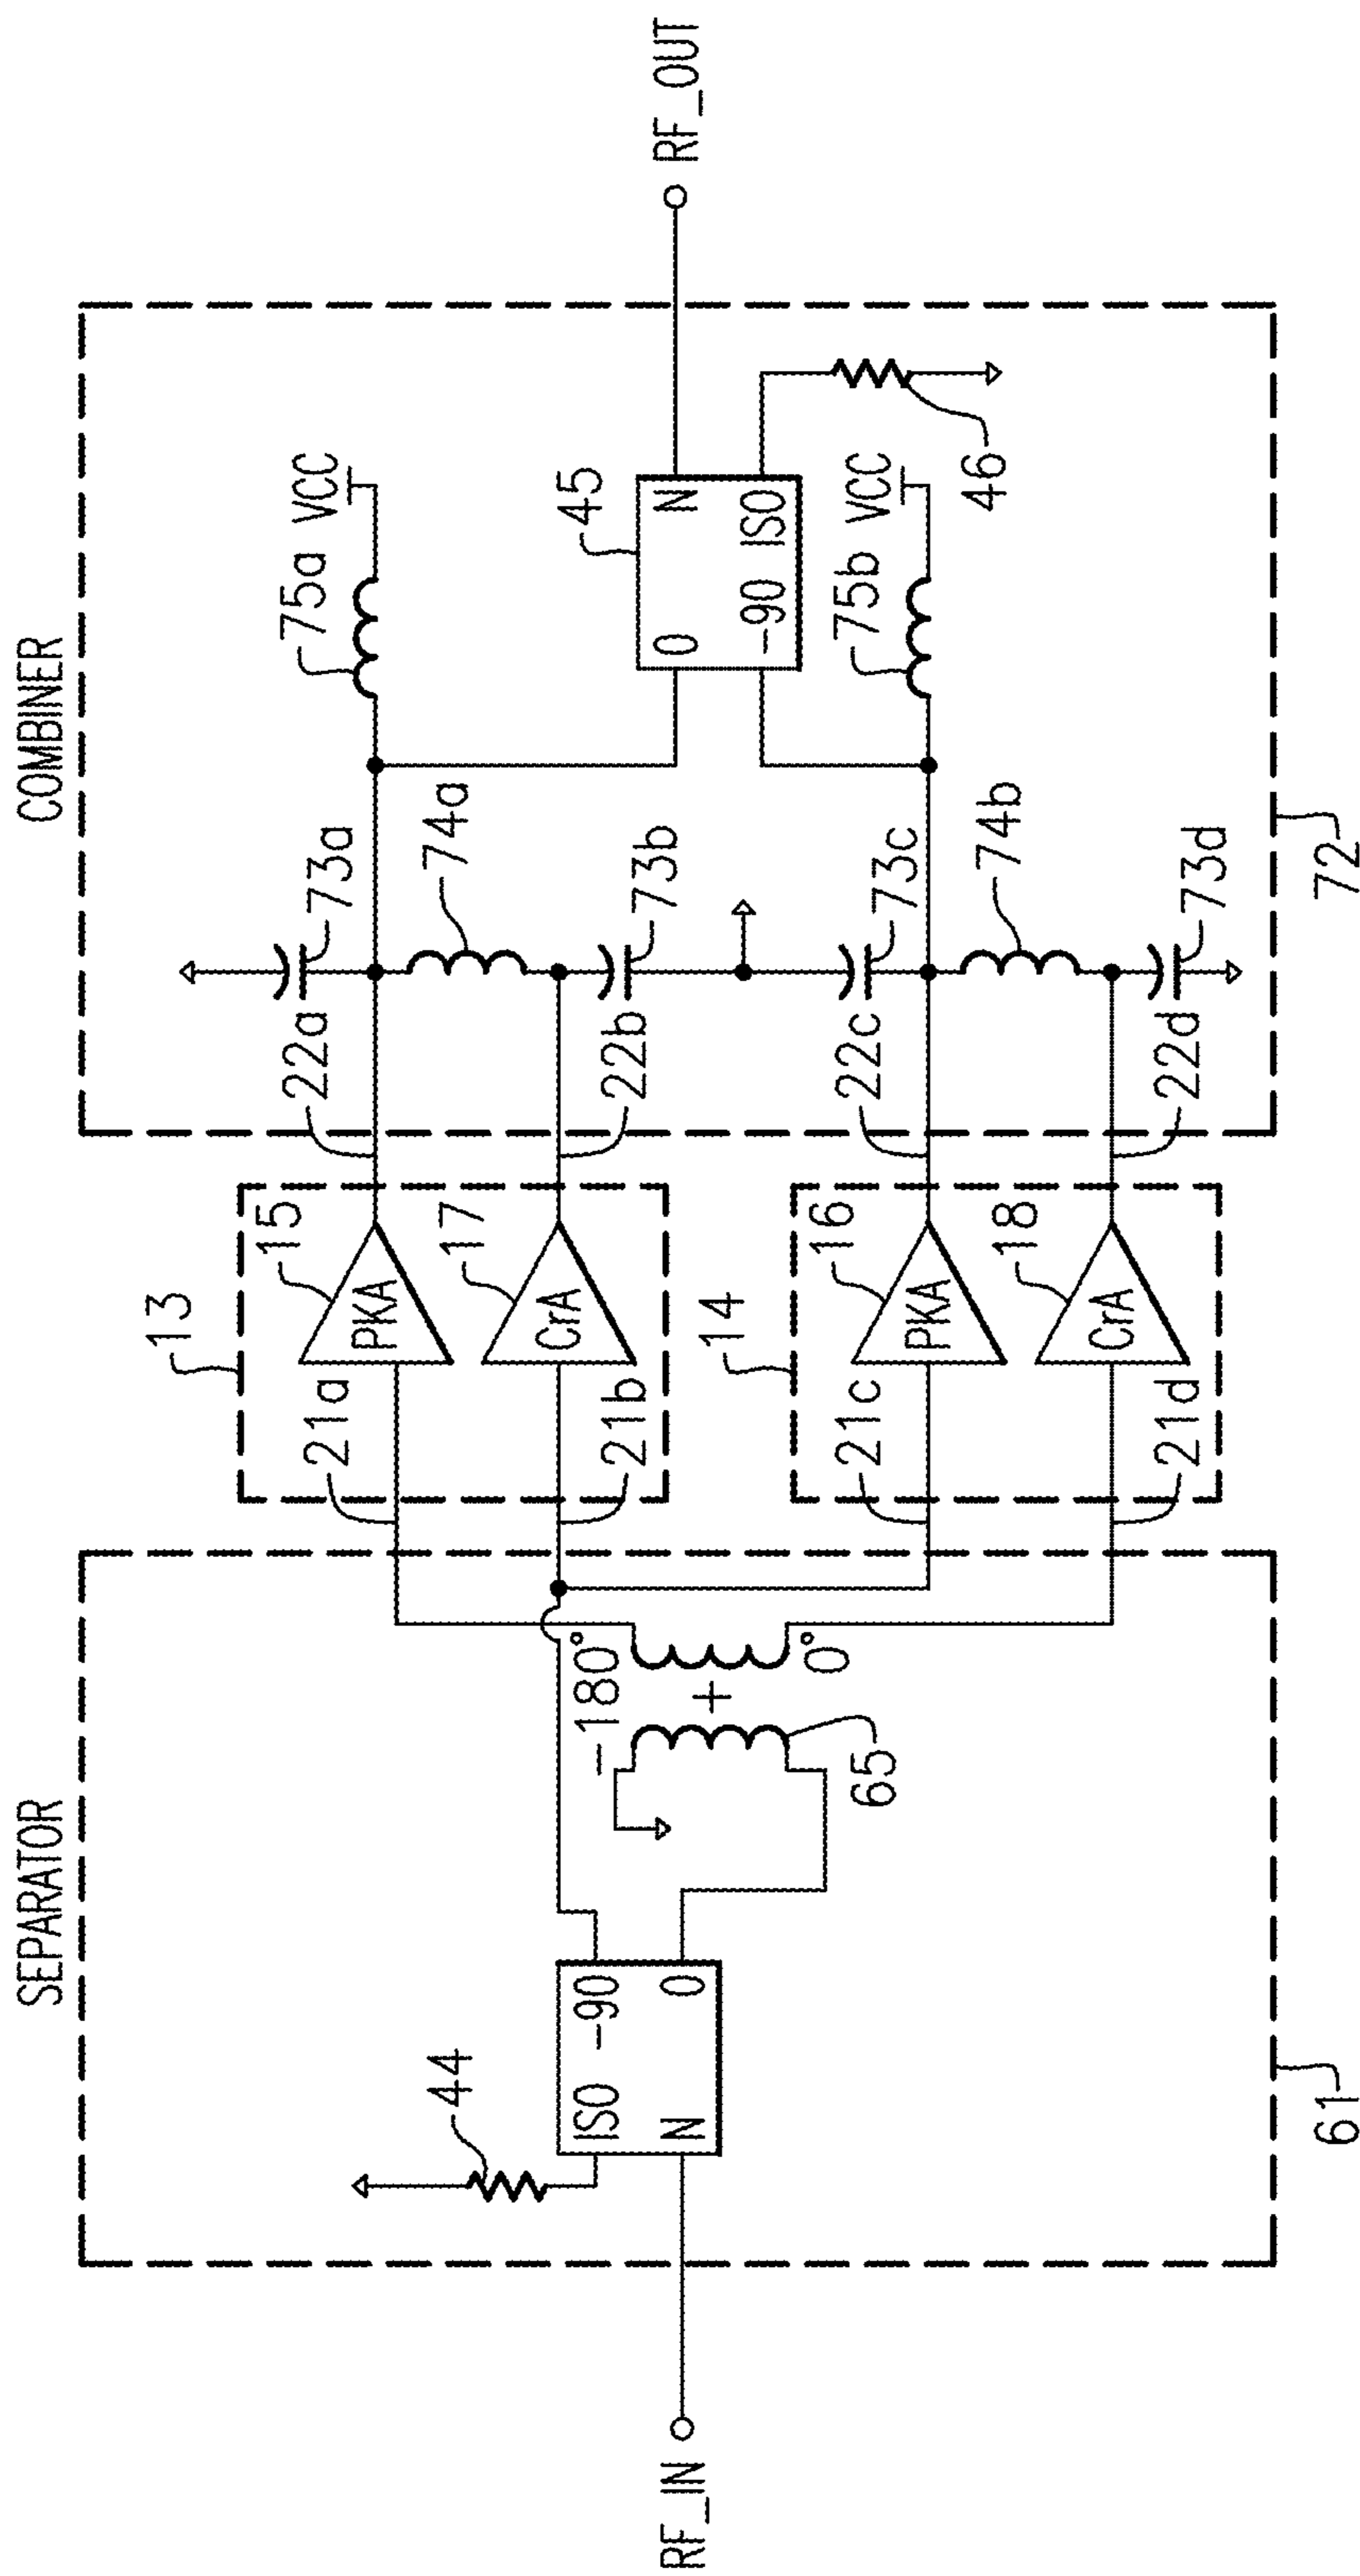 SEPARATOR
COMBINER
RF_IN
44
ISO -90
N 0
-180°
+
0°
65
61
13
21a
15
PKA
21b
17
CrA
14
21c
16
PKA
21d
18
CrA
22a
73a
22b
74a
73b
22c
73c
22d
74b
73d
75a VCC
45
0 N
-90 ISO
75b VCC
46
72
RF_OUT